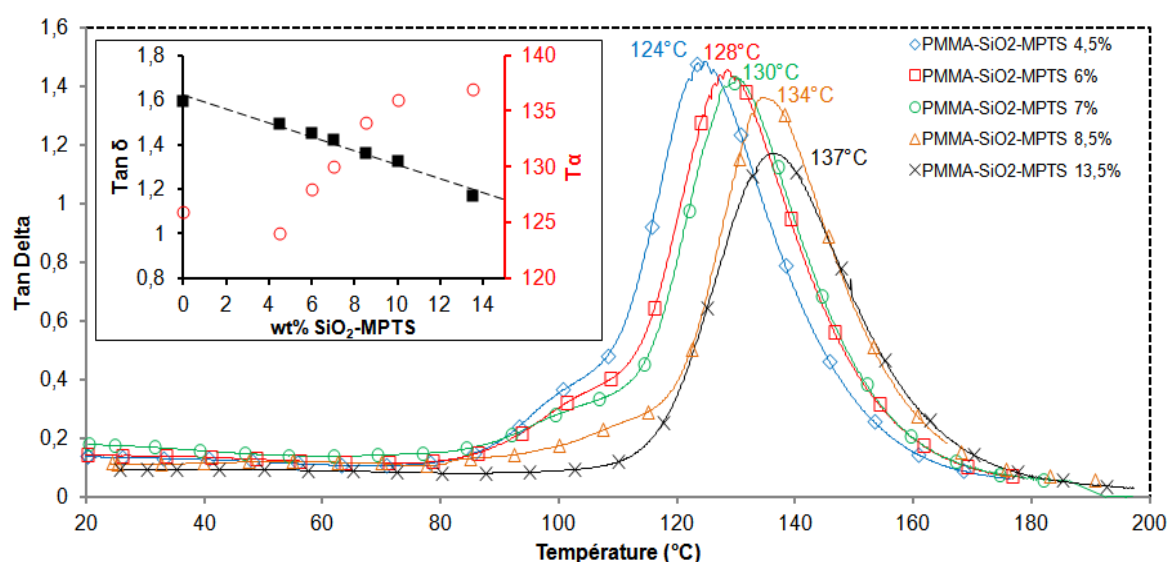 1,6
1,4
1,2
1
0,8
0,6
0,4
0,2
0
Tan Delta
20
40
60
80
100
120
140
160
180
200
Température (°C)
124°C
128°C
130°C
134°C
137°C
PMMA-SiO2-MPTS 4,5%
PMMA-SiO2-MPTS 6%
PMMA-SiO2-MPTS 7%
PMMA-SiO2-MPTS 8,5%
PMMA-SiO2-MPTS 13,5%
1.8
1.6
1.4
1.2
1
0,8
Tan δ
140
135
130
125
120
Tα
0
2
4
6
8
10
12
14
wt% SiO₂-MPTS